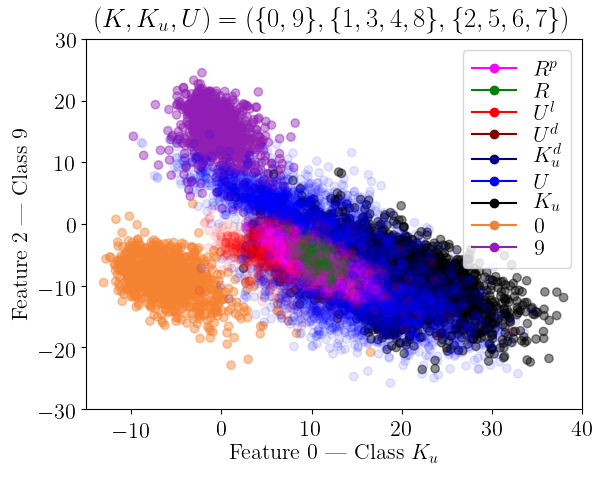 (K, K_u, U) = ({0, 9}, {1, 3, 4, 8}, {2, 5, 6, 7})
30
20
10
0
−10
−20
−30
Feature 2 — Class 9
R^p
R
U^l
U^d
K_u^d
U
K_u
0
9
−10
0
10
20
30
40
Feature 0 — Class K_u